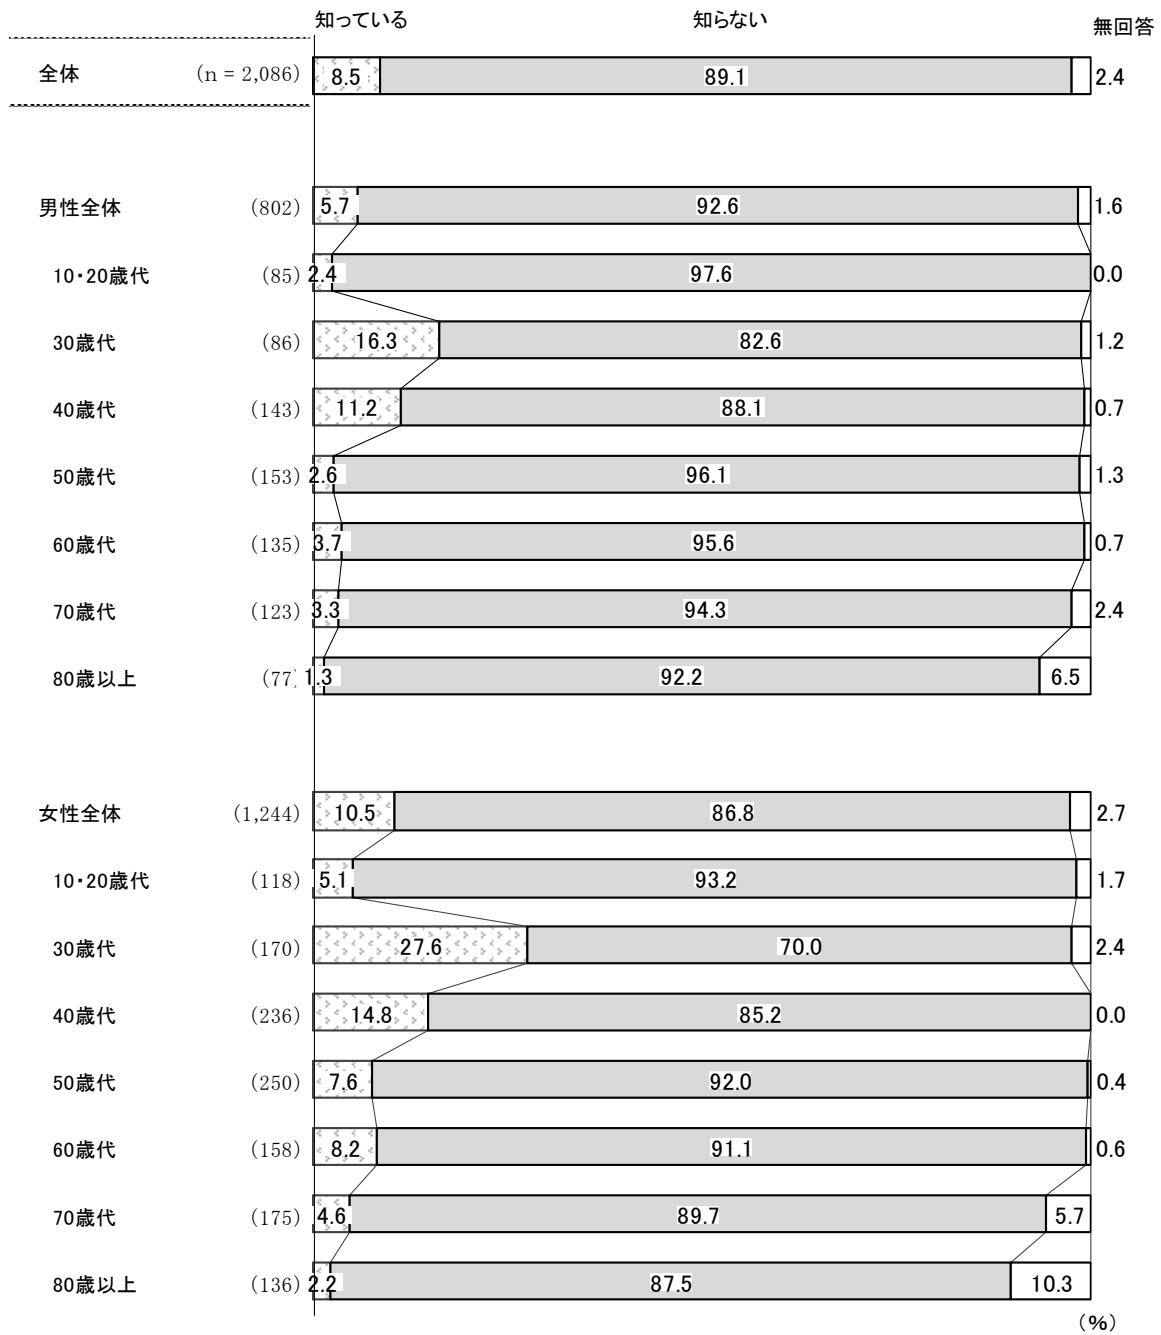 知っている 知らない 無回答
全体 (n = 2,086) 8.5 89.1 2.4
男性全体 (802) 5.7 92.6 1.6
10・20歳代 (85) 2.4 97.6 0.0
30歳代 (86) 16.3 82.6 1.2
40歳代 (143) 11.2 88.1 0.7
50歳代 (153) 2.6 96.1 1.3
60歳代 (135) 3.7 95.6 0.7
70歳代 (123) 3.3 94.3 2.4
80歳以上 (77) 1.3 92.2 6.5
女性全体 (1,244) 10.5 86.8 2.7
10・20歳代 (118) 5.1 93.2 1.7
30歳代 (170) 27.6 70.0 2.4
40歳代 (236) 14.8 85.2 0.0
50歳代 (250) 7.6 92.0 0.4
60歳代 (158) 8.2 91.1 0.6
70歳代 (175) 4.6 89.7 5.7
80歳以上 (136) 2.2 87.5 10.3
(%)